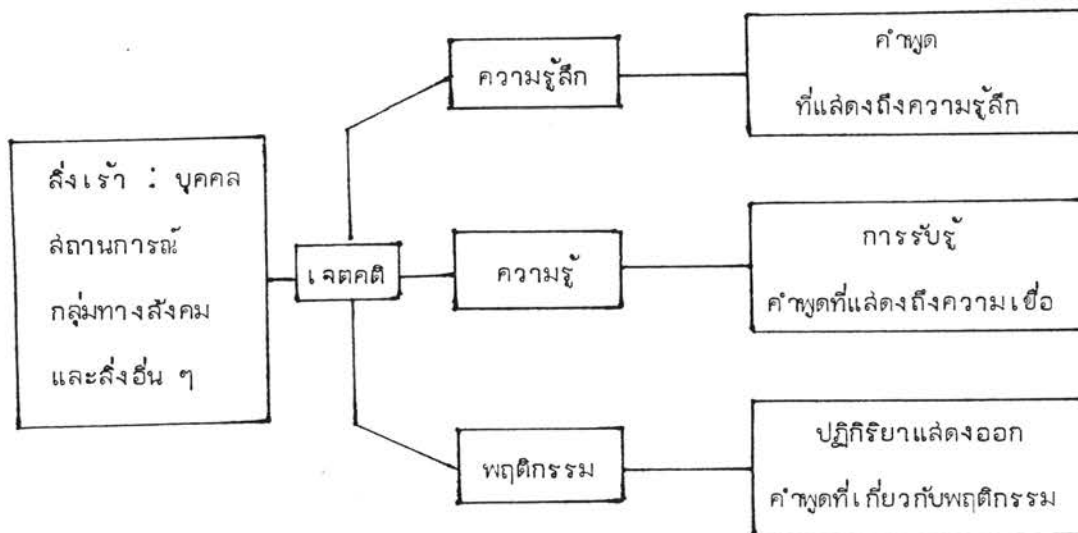 สิ่งเร้า : บุคคล
สถานการณ์
กลุ่มทางสังคม
และสิ่งอื่น ๆ
เจตคติ
ความรู้สึก
คำพูด
ที่แสดงถึงความรู้สึก
ความรู้
การรับรู้
คำพูดที่แสดงถึงความเชื่อ
พฤติกรรม
ปฏิกิริยาแสดงออก
คำพูดที่เกี่ยวกับพฤติกรรม